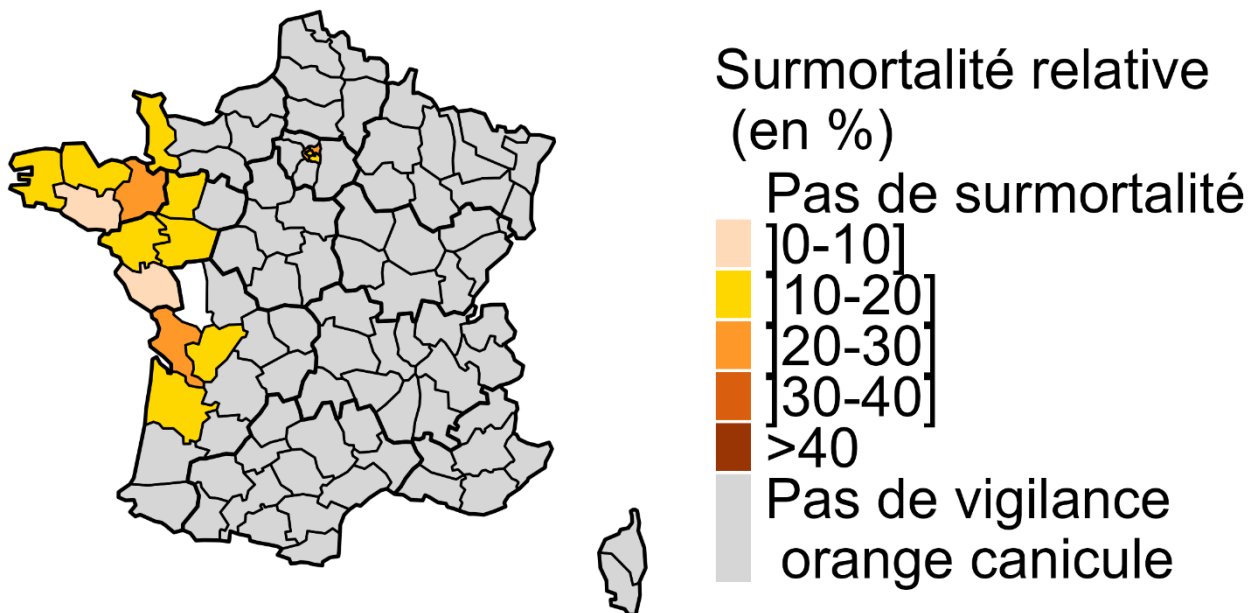 Surmortalité relative
(en %)
Pas de surmortalité
]0-10]
]10-20]
]20-30]
]30-40]
>40
Pas de vigilance
orange canicule